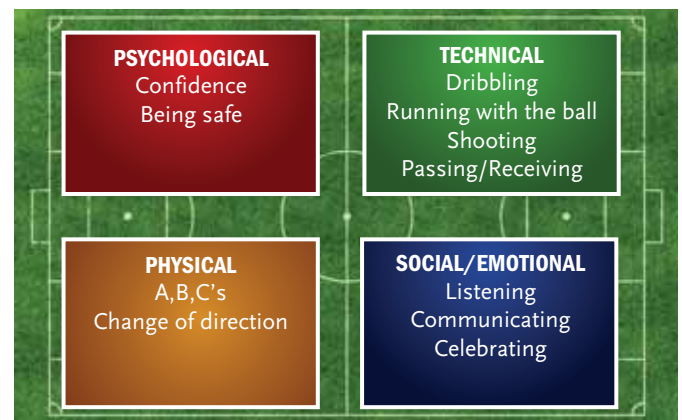 PSYCHOLOGICAL
Confidence
Being safe
TECHNICAL
Dribbling
Running with the ball
Shooting
Passing/Receiving
PHYSICAL
A,B,C’s
Change of direction
SOCIAL/EMOTIONAL
Listening
Communicating
Celebrating